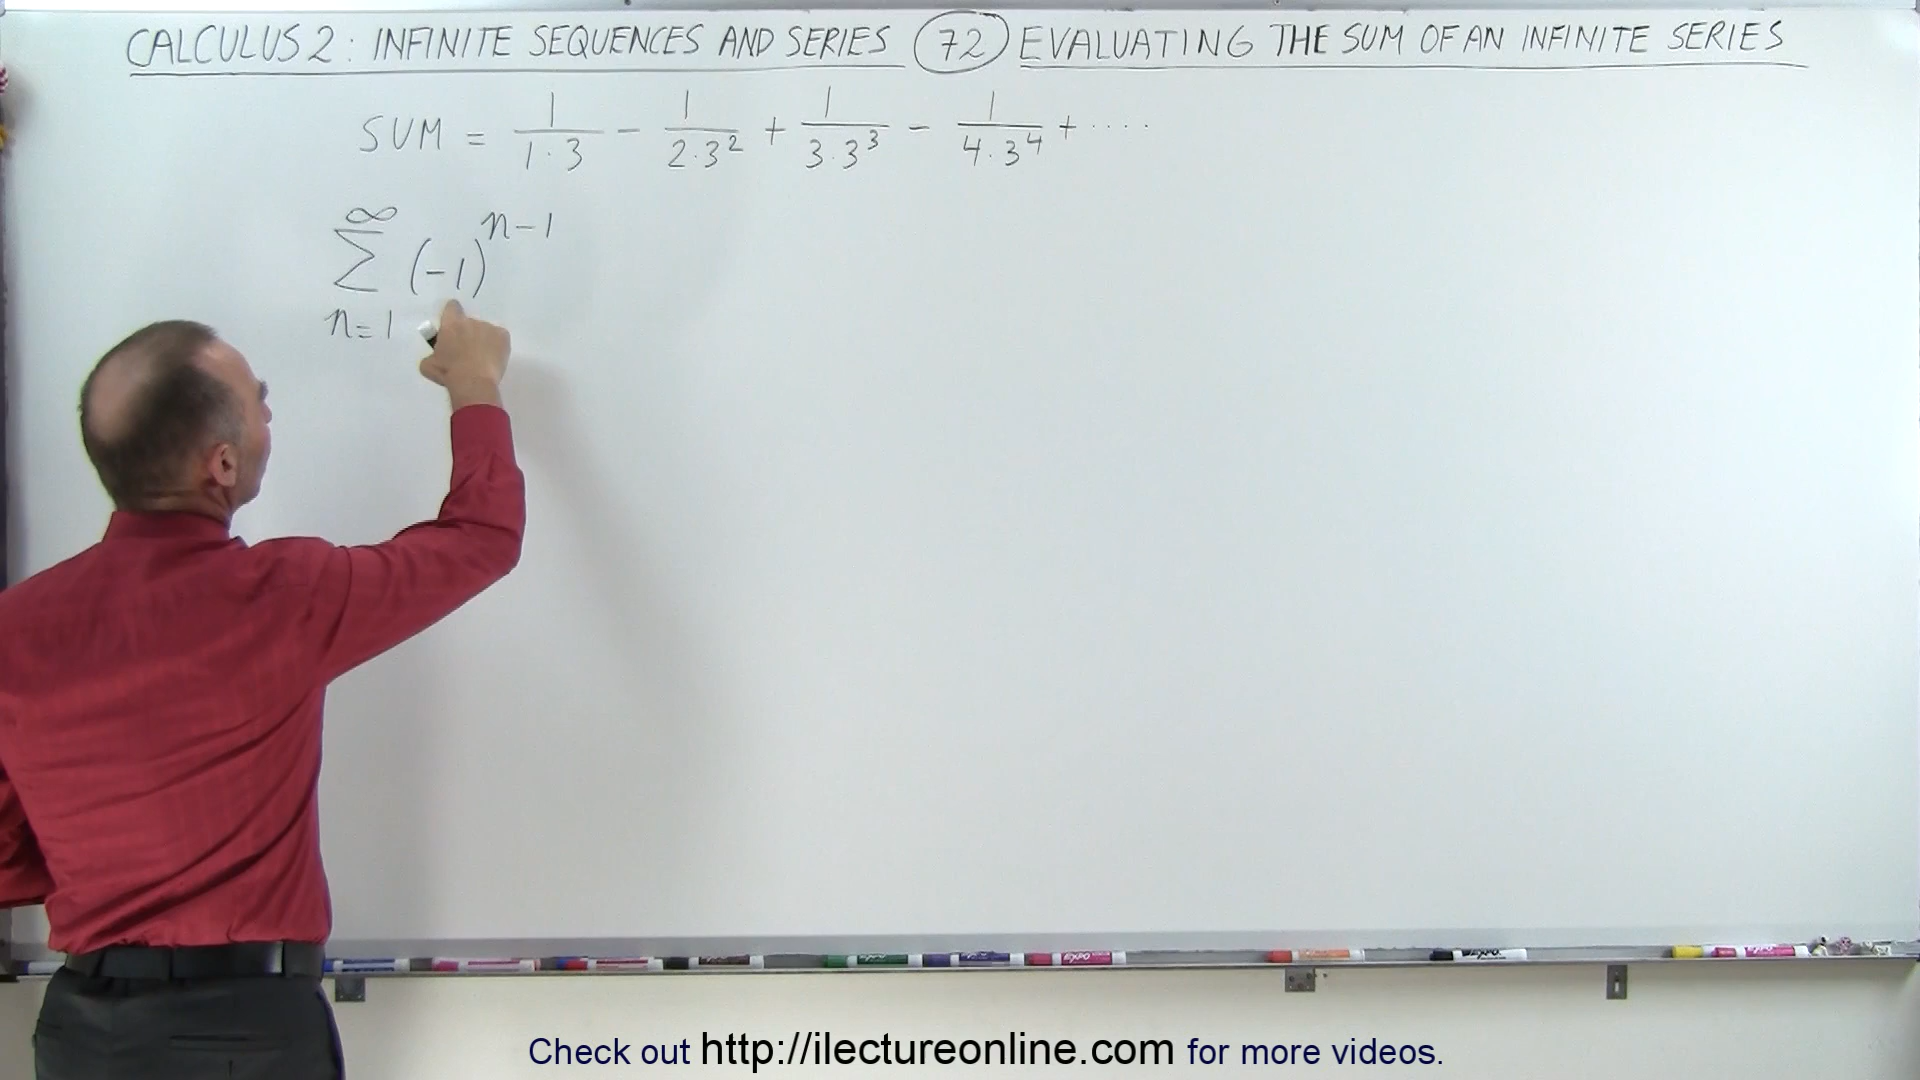 CALCULUS 2: INFINITE SEQUENCES AND SERIES (72) EVALUATING THE SUM OF AN INFINITE SERIES
SUM = 1/(1·3) − 1/(2·3²) + 1/(3·3³) − 1/(4·3⁴) + ....
∞
Σ (-1)^(n-1)
n=1
Check out http://ilectureonline.com for more videos.